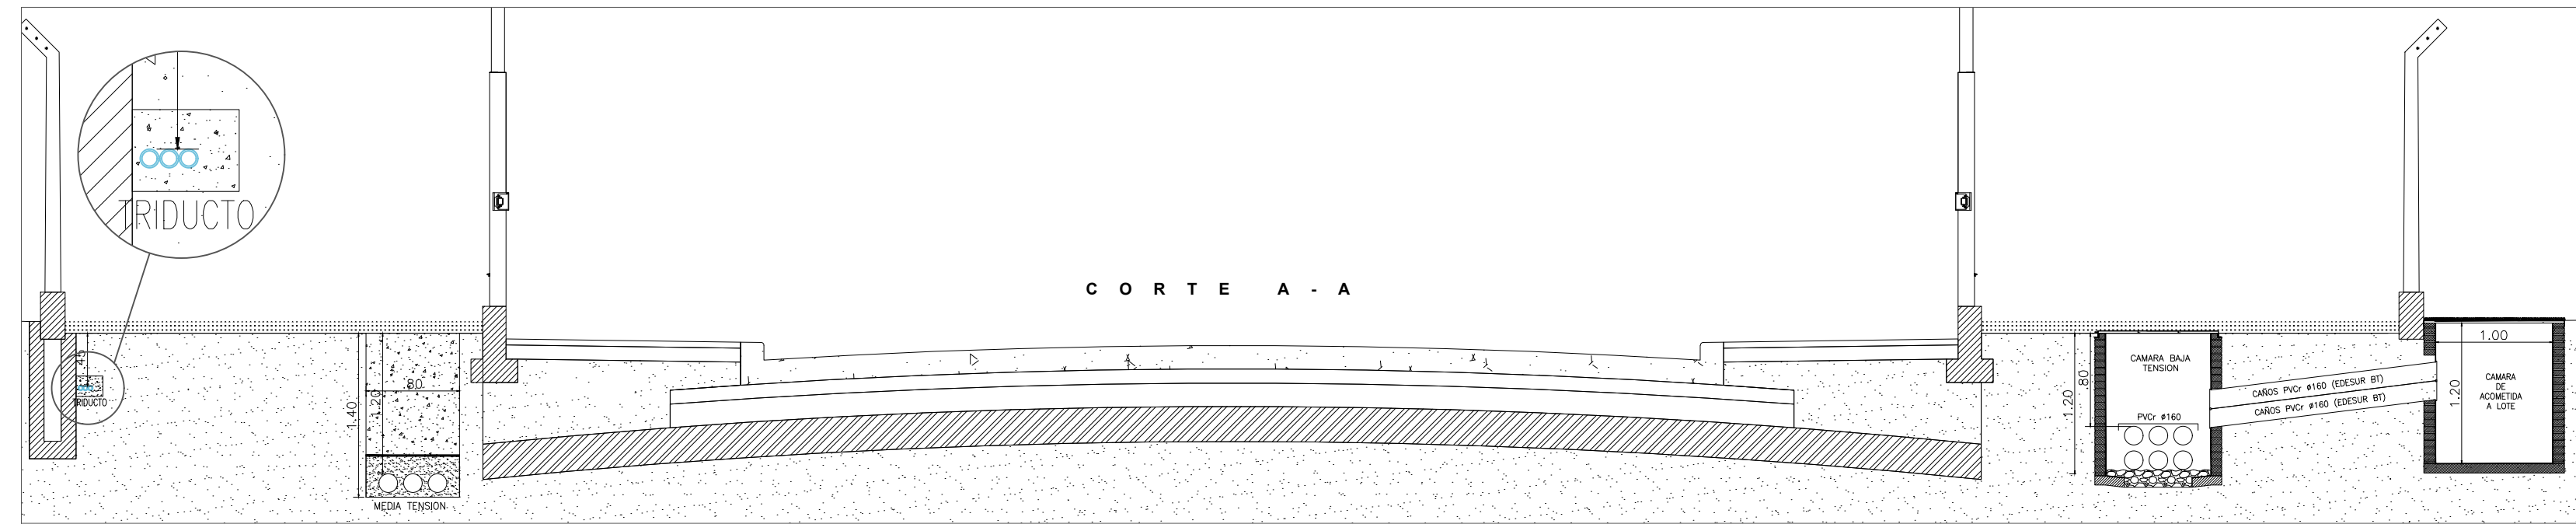 TRIDUCTO
C O R T E A - A
.45
TRIDUCTO
1.40
1.20
.80
MEDIA TENSION
1.20
.80
CAMARA BAJA
TENSION
PVCr ø160
CAÑOS PVCr ø160 (EDESUR BT)
CAÑOS PVCr ø160 (EDESUR BT)
1.00
1.20
CAMARA
DE
ACOMETIDA
A LOTE